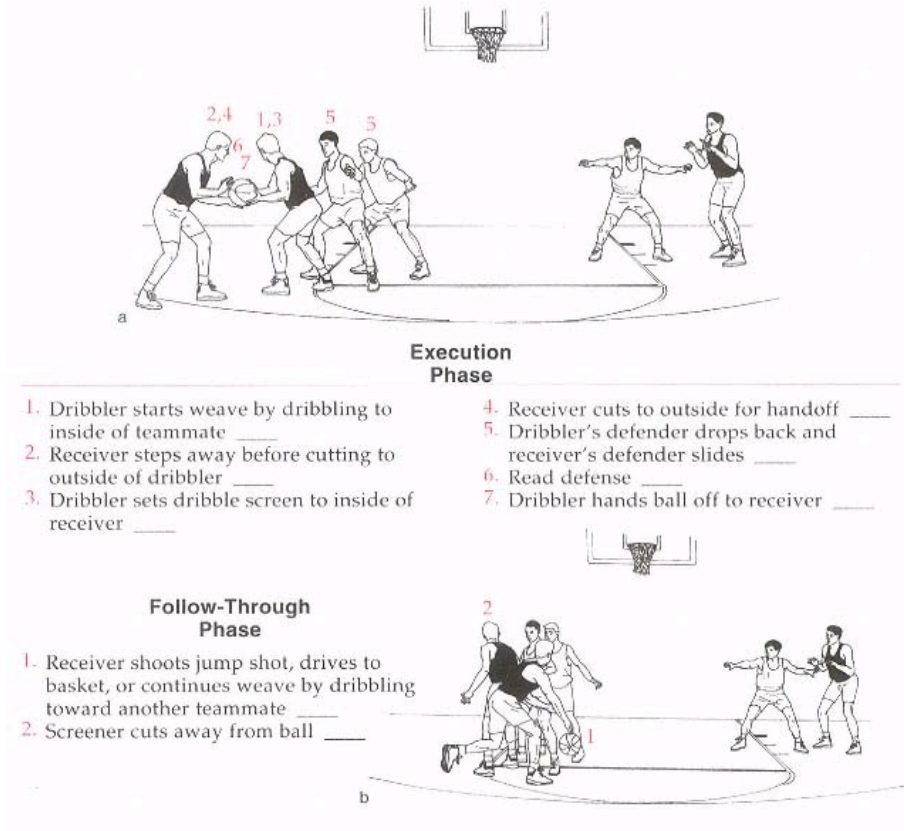 2,4
1,3
5
5
6
7
a
Execution
Phase
1. Dribbler starts weave by dribbling to
inside of teammate ____
2. Receiver steps away before cutting to
outside of dribbler ____
3. Dribbler sets dribble screen to inside of
receiver ____
4. Receiver cuts to outside for handoff ____
5. Dribbler's defender drops back and
receiver's defender slides ____
6. Read defense ____
7. Dribbler hands ball off to receiver ____
Follow-Through
Phase
1. Receiver shoots jump shot, drives to
basket, or continues weave by dribbling
toward another teammate ____
2. Screener cuts away from ball ____
2
1
b